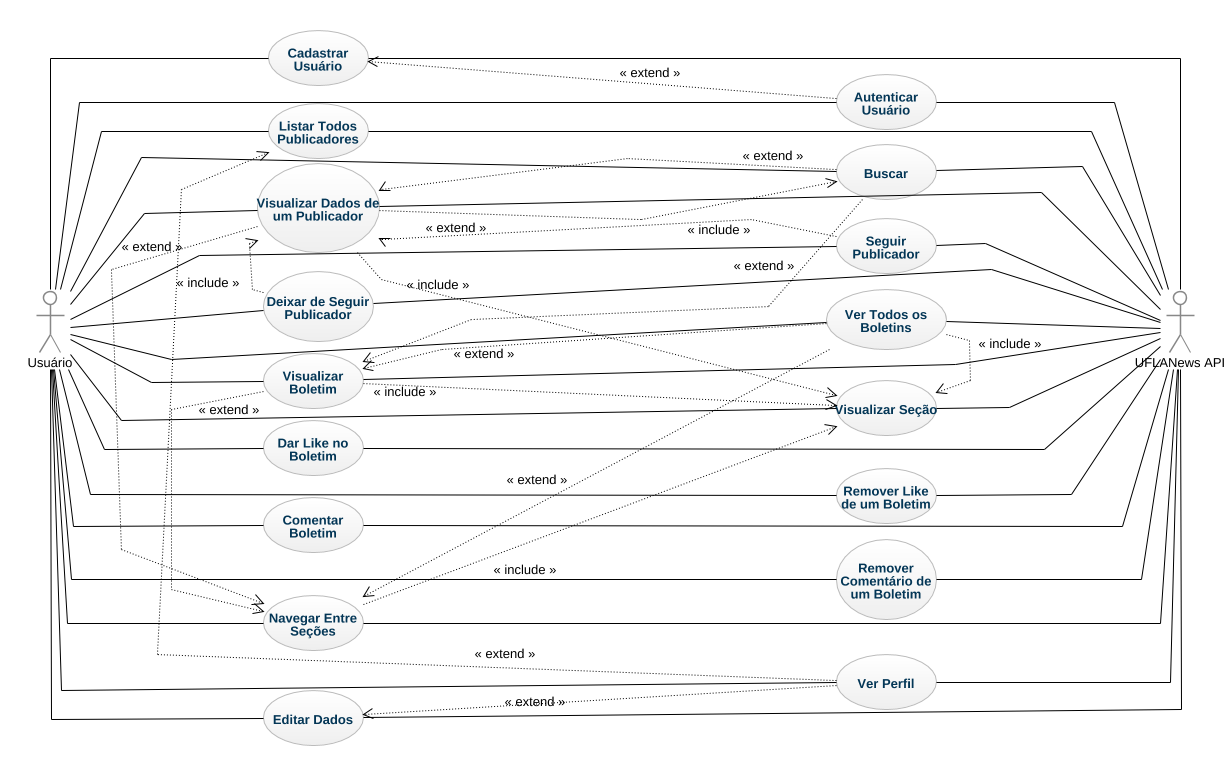 Cadastrar
Usuário
« extend »
Autenticar
Usuário
Listar Todos
Publicadores
« extend »
Buscar
Visualizar Dados de
um Publicador
« extend »
« include »
Seguir
Publicador
« extend »
« extend »
« include »
« include »
Deixar de Seguir
Publicador
Ver Todos os
Boletins
« include »
« extend »
Usuário
UFLANews API
Visualizar
Boletim
« include »
« extend »
Visualizar Seção
Dar Like no
Boletim
« extend »
Remover Like
de um Boletim
Comentar
Boletim
« include »
Remover
Comentário de
um Boletim
Navegar Entre
Seções
« extend »
Ver Perfil
« extend »
Editar Dados